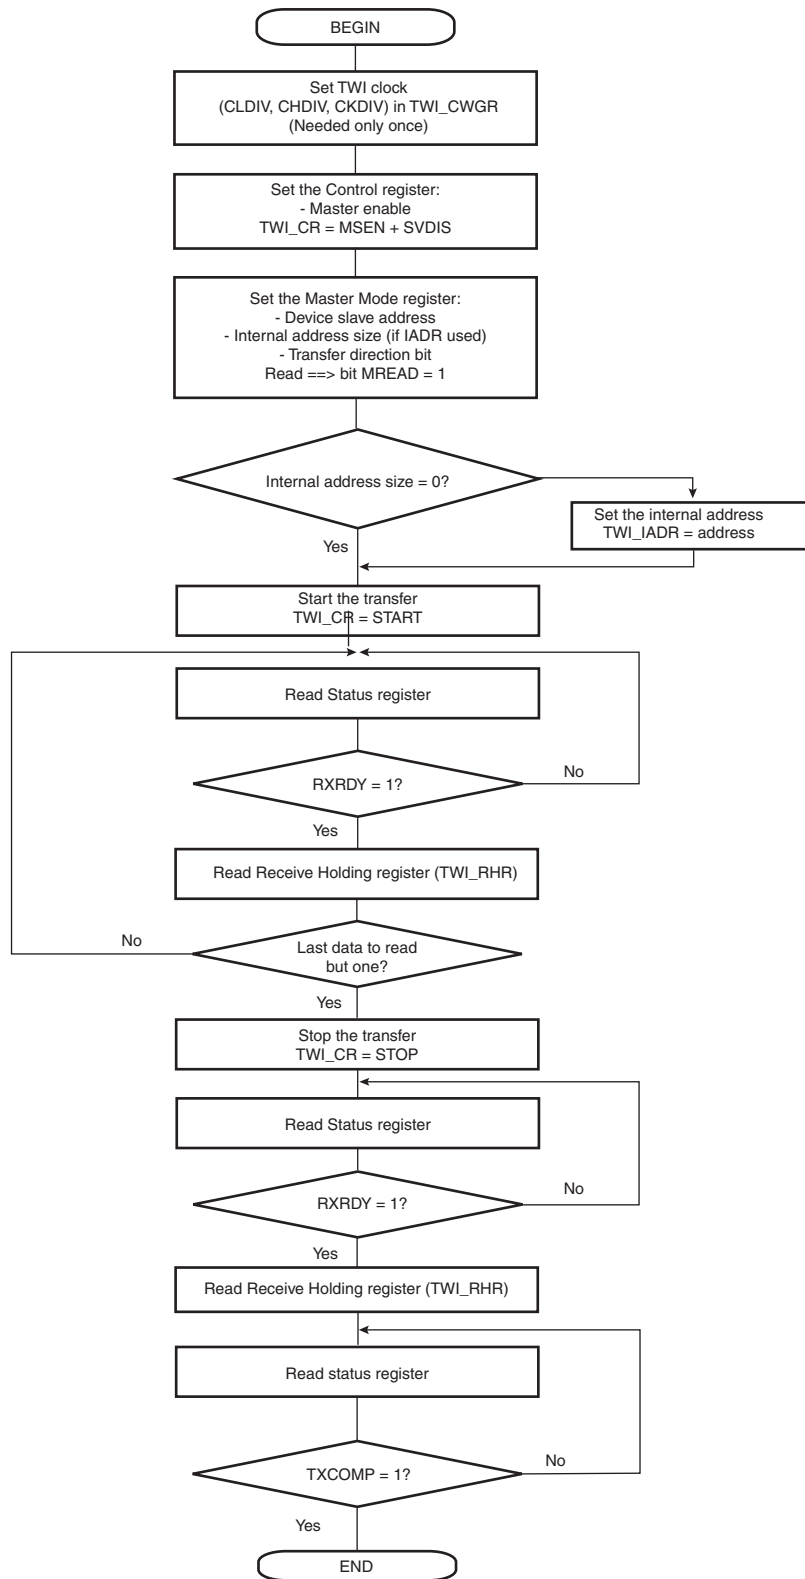 BEGIN
Set TWI clock
(CLDIV, CHDIV, CKDIV) in TWI_CWGR
(Needed only once)
Set the Control register:
- Master enable
TWI_CR = MSEN + SVDIS
Set the Master Mode register:
- Device slave address
- Internal address size (if IADR used)
- Transfer direction bit
Read ==> bit MREAD = 1
Internal address size = 0?
Set the internal address
TWI_IADR = address
Yes
Start the transfer
TWI_CR = START
Read Status register
RXRDY = 1?
No
Yes
Read Receive Holding register (TWI_RHR)
No
Last data to read
but one?
Yes
Stop the transfer
TWI_CR = STOP
Read Status register
RXRDY = 1?
No
Yes
Read Receive Holding register (TWI_RHR)
Read status register
TXCOMP = 1?
No
Yes
END